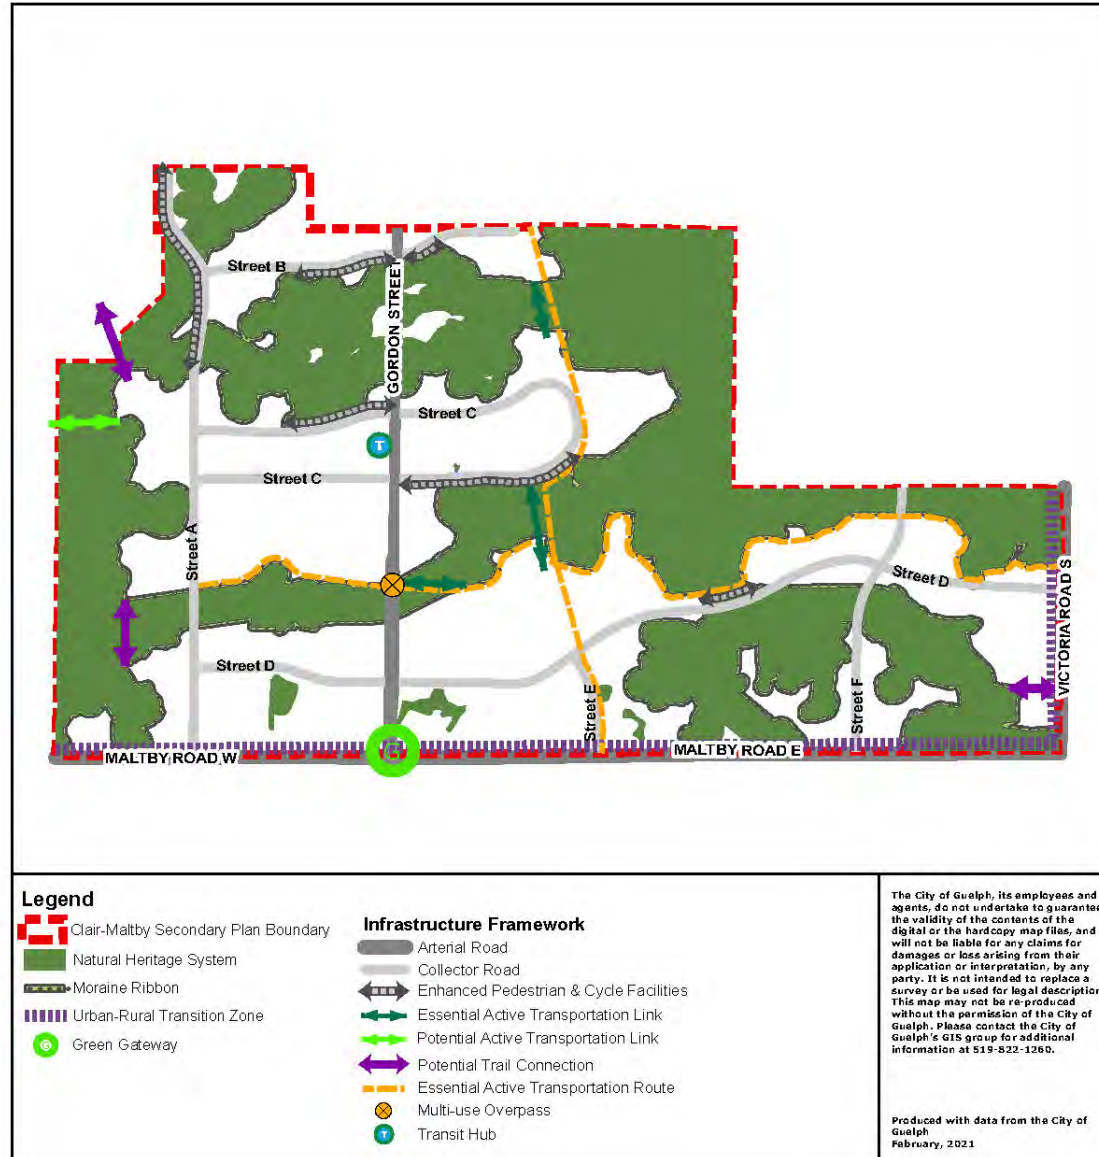 Street B
GORDON STREET
Street C
T
Street C
Street A
Street D
VICTORIA ROAD S
Street D
Street E
Street F
G
MALTBY ROAD W
MALTBY ROAD E
Legend
Clair-Maltby Secondary Plan Boundary
Natural Heritage System
Moraine Ribbon
Urban-Rural Transition Zone
G
Green Gateway
Infrastructure Framework
Arterial Road
Collector Road
Enhanced Pedestrian & Cycle Facilities
Essential Active Transportation Link
Potential Active Transportation Link
Potential Trail Connection
Essential Active Transportation Route
Multi-use Overpass
T
Transit Hub
The City of Guelph, its employees and
agents, do not undertake to guarantee
the validity of the contents of the
digital or the hardcopy map files, and
will not be liable for any claims for
damages or loss arising from their
application or interpretation, by any
party. It is not intended to replace a
survey or be used for legal description.
This map may not be re-produced
without the permission of the City of
Guelph. Please contact the City of
Guelph's GIS group for additional
information at 519-822-1260.
Produced with data from the City of
Guelph
February, 2021